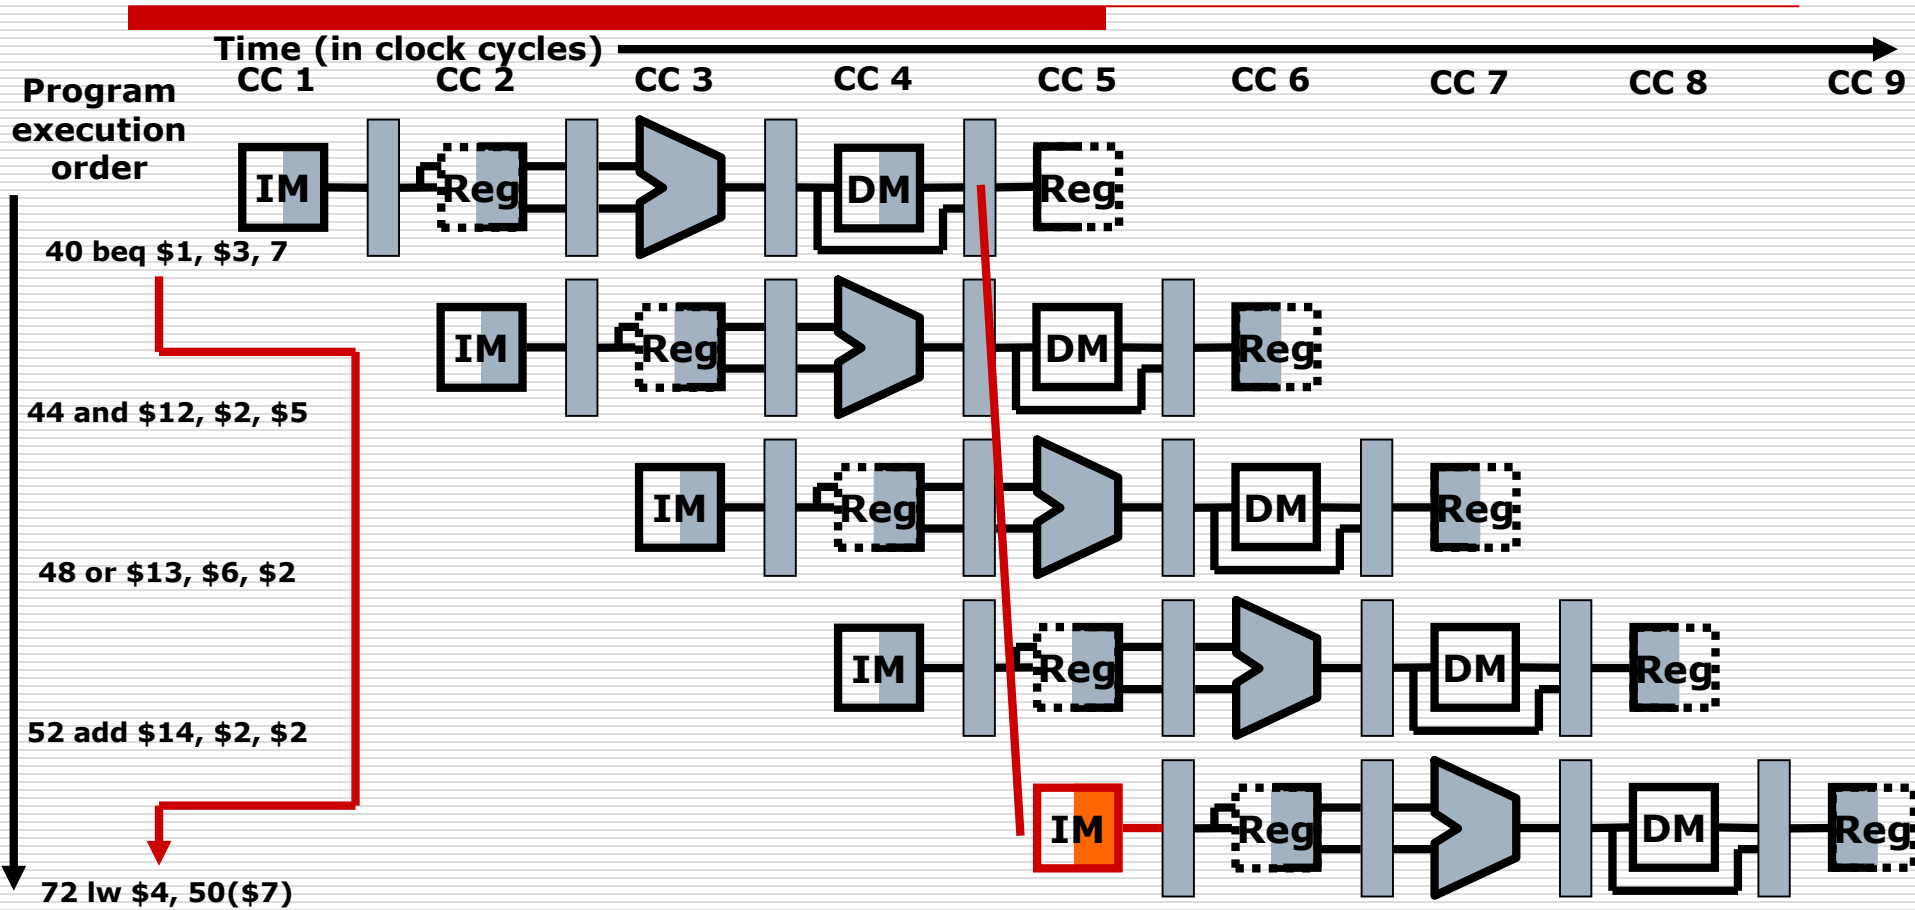 Time (in clock cycles)
CC 1 CC 2 CC 3 CC 4 CC 5 CC 6 CC 7 CC 8 CC 9
Program
execution
order
IM Reg DM Reg
40 beq $1, $3, 7
IM Reg DM Reg
44 and $12, $2, $5
IM Reg DM Reg
48 or $13, $6, $2
IM Reg DM Reg
52 add $14, $2, $2
IM Reg DM Reg
72 lw $4, 50($7)